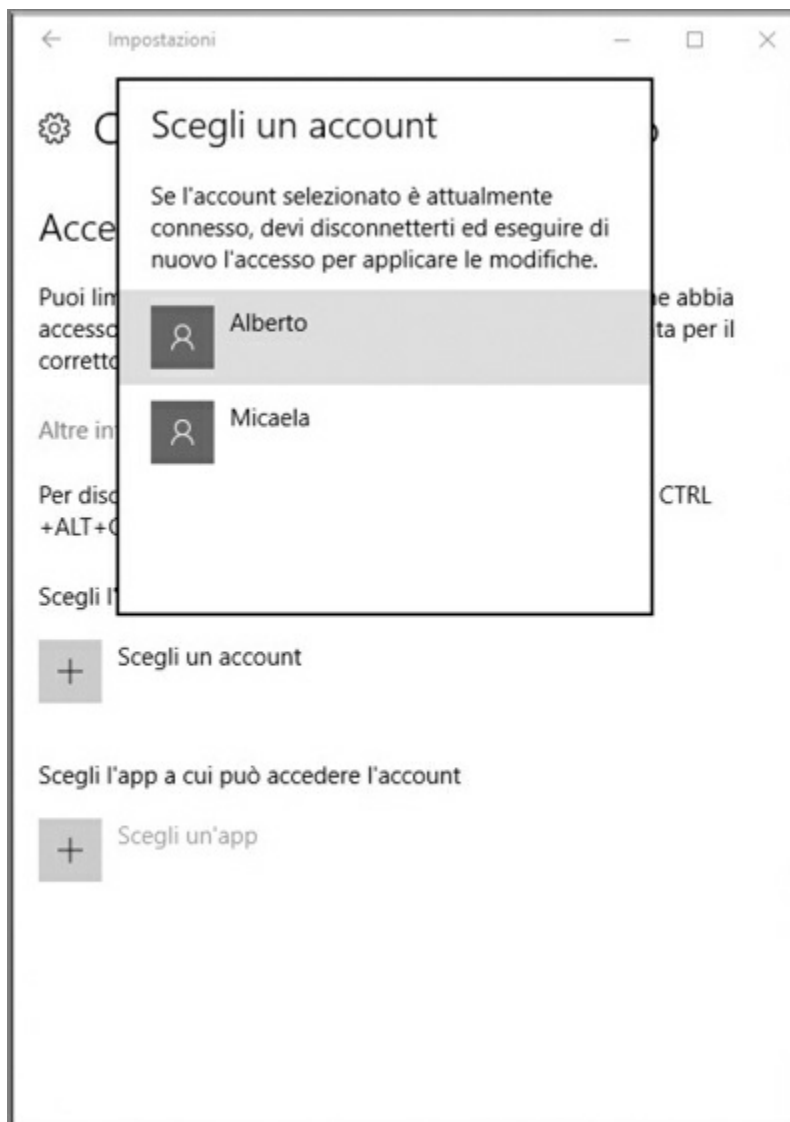 Impostazioni
Scegli un account
Se l'account selezionato è attualmente
connesso, devi disconnetterti ed eseguire di
nuovo l'accesso per applicare le modifiche.
Acce
Puoi lim
e abbia
accesso
ta per il
corretto
Alberto
Altre in
Micaela
Per disc
CTRL
+ALT+C
Scegli l'
Scegli un account
Scegli l'app a cui può accedere l'account
Scegli un'app